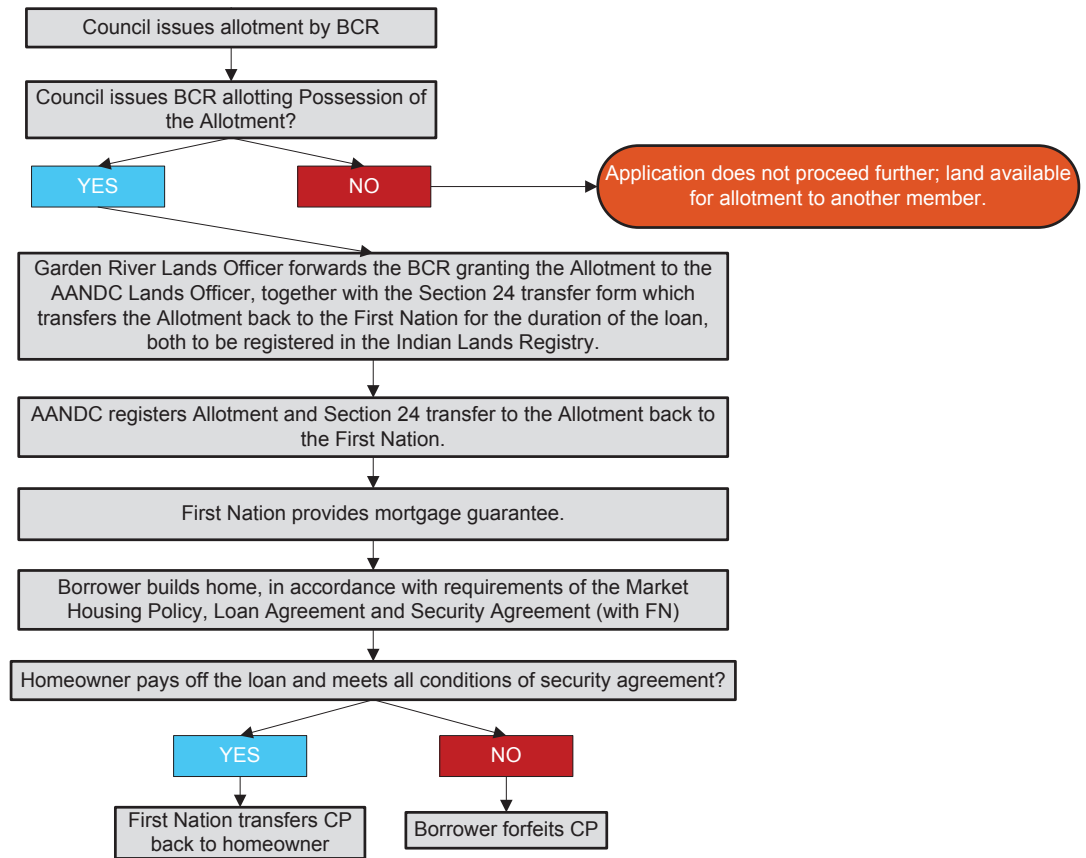 Council issues allotment by BCR
Council issues BCR allotting Possession of
the Allotment?
YES
NO
Application does not proceed further; land available
for allotment to another member.
Garden River Lands Officer forwards the BCR granting the Allotment to the
AANDC Lands Officer, together with the Section 24 transfer form which
transfers the Allotment back to the First Nation for the duration of the loan,
both to be registered in the Indian Lands Registry.
AANDC registers Allotment and Section 24 transfer to the Allotment back to
the First Nation.
First Nation provides mortgage guarantee.
Borrower builds home, in accordance with requirements of the Market
Housing Policy, Loan Agreement and Security Agreement (with FN)
Homeowner pays off the loan and meets all conditions of security agreement?
YES
NO
First Nation transfers CP
back to homeowner
Borrower forfeits CP